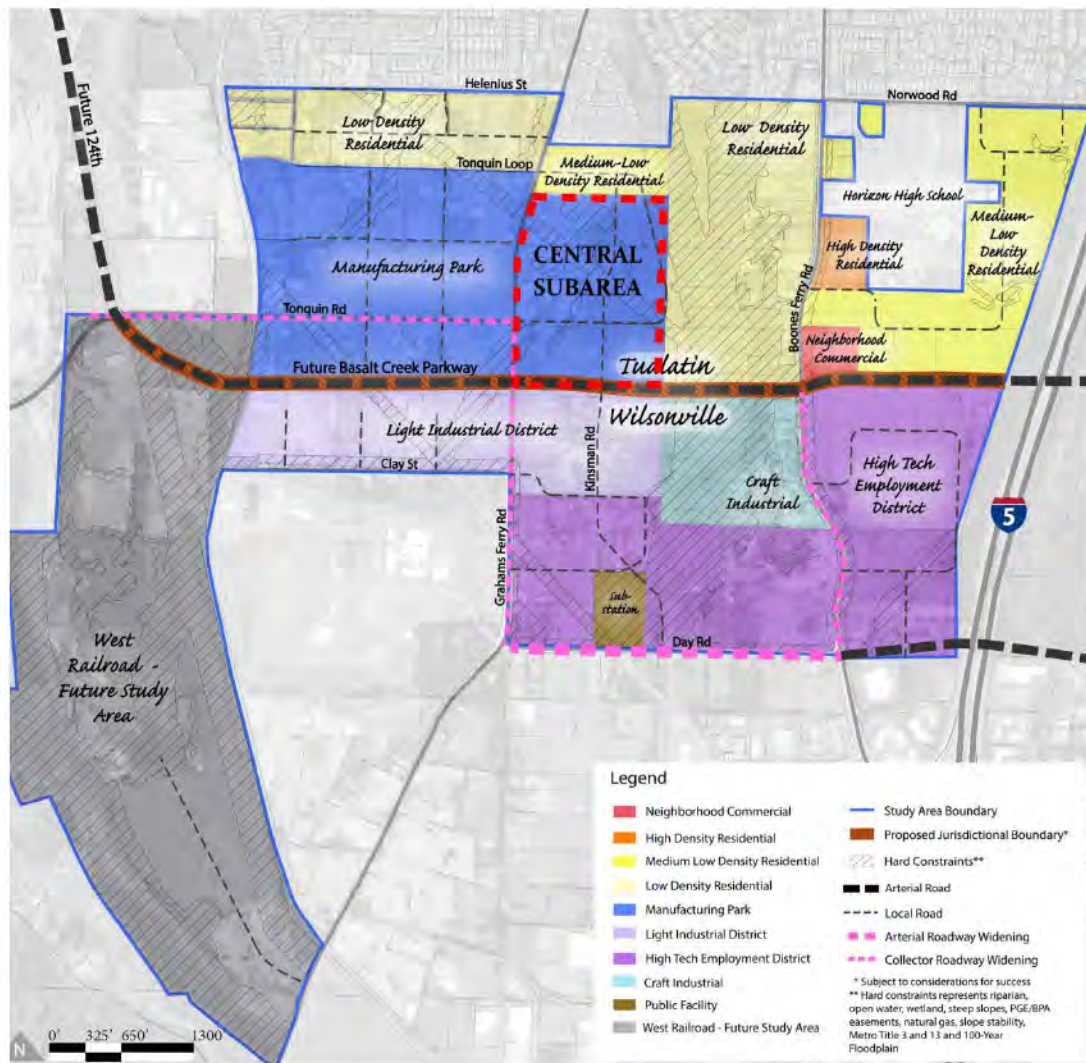 Helenius St
Norwood Rd
Future 124th
Low Density
Residential
Low Density
Residential
Tonquin Loop
Medium-Low
Density Residential
Horizon High School
Medium-
Low
Density
Residential
CENTRAL
SUBAREA
High Density
Residential
Manufacturing Park
Boones Ferry Rd
Tonquin Rd
Neighborhood
Commercial
Future Basalt Creek Parkway
Tualatin
Wilsonville
Light Industrial District
Kinsman Rd
Clay St
Craft
Industrial
High Tech
Employment
District
5
Grahams Ferry Rd
Sub-
station
Day Rd
West
Railroad -
Future Study
Area
Legend
Neighborhood Commercial
High Density Residential
Medium Low Density Residential
Low Density Residential
Manufacturing Park
Light Industrial District
High Tech Employment District
Craft Industrial
Public Facility
West Railroad - Future Study Area
Study Area Boundary
Proposed Jurisdictional Boundary*
Hard Constraints**
Arterial Road
Local Road
Arterial Roadway Widening
Collector Roadway Widening
* Subject to considerations for success
** Hard constraints represents riparian,
open water, wetland, steep slopes, PGE/BPA
easements, natural gas, slope stability,
Metro Title 3 and 13 and 100-Year
Floodplain
0' 325' 650' 1300
N